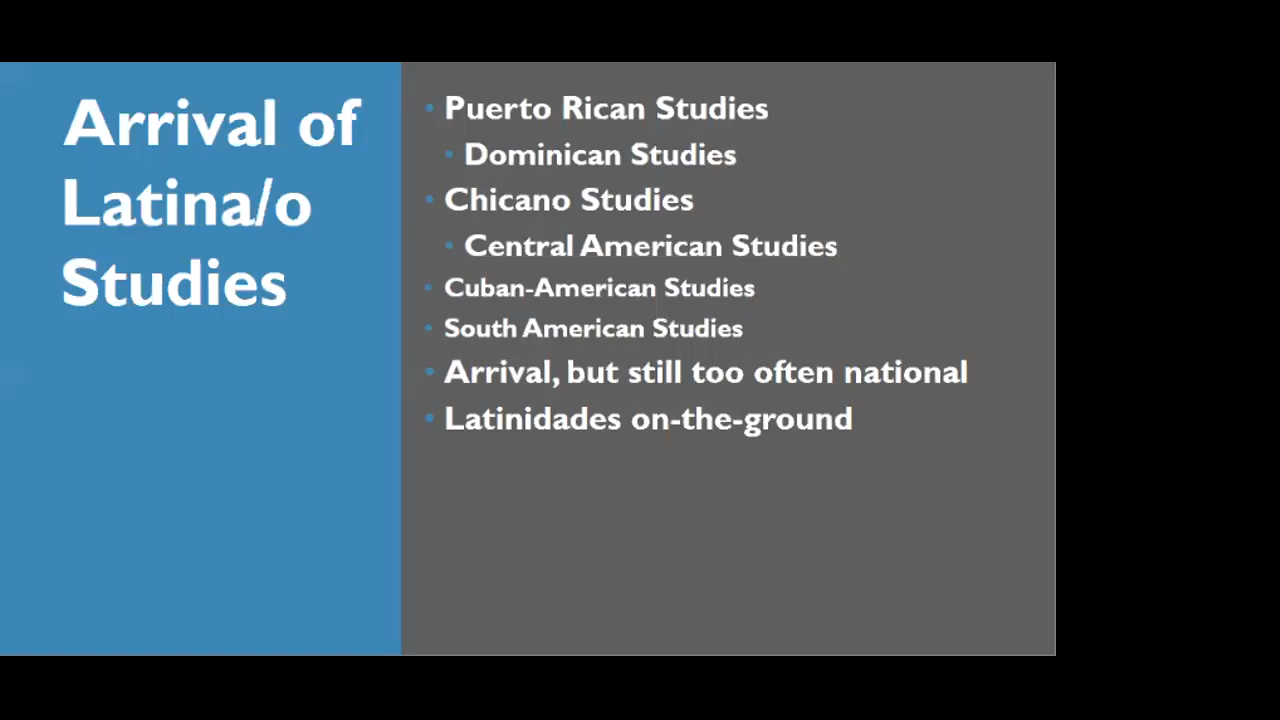 Arrival of
Latina/o
Studies
Puerto Rican Studies
Dominican Studies
Chicano Studies
Central American Studies
Cuban-American Studies
South American Studies
Arrival, but still too often national
Latinidades on-the-ground